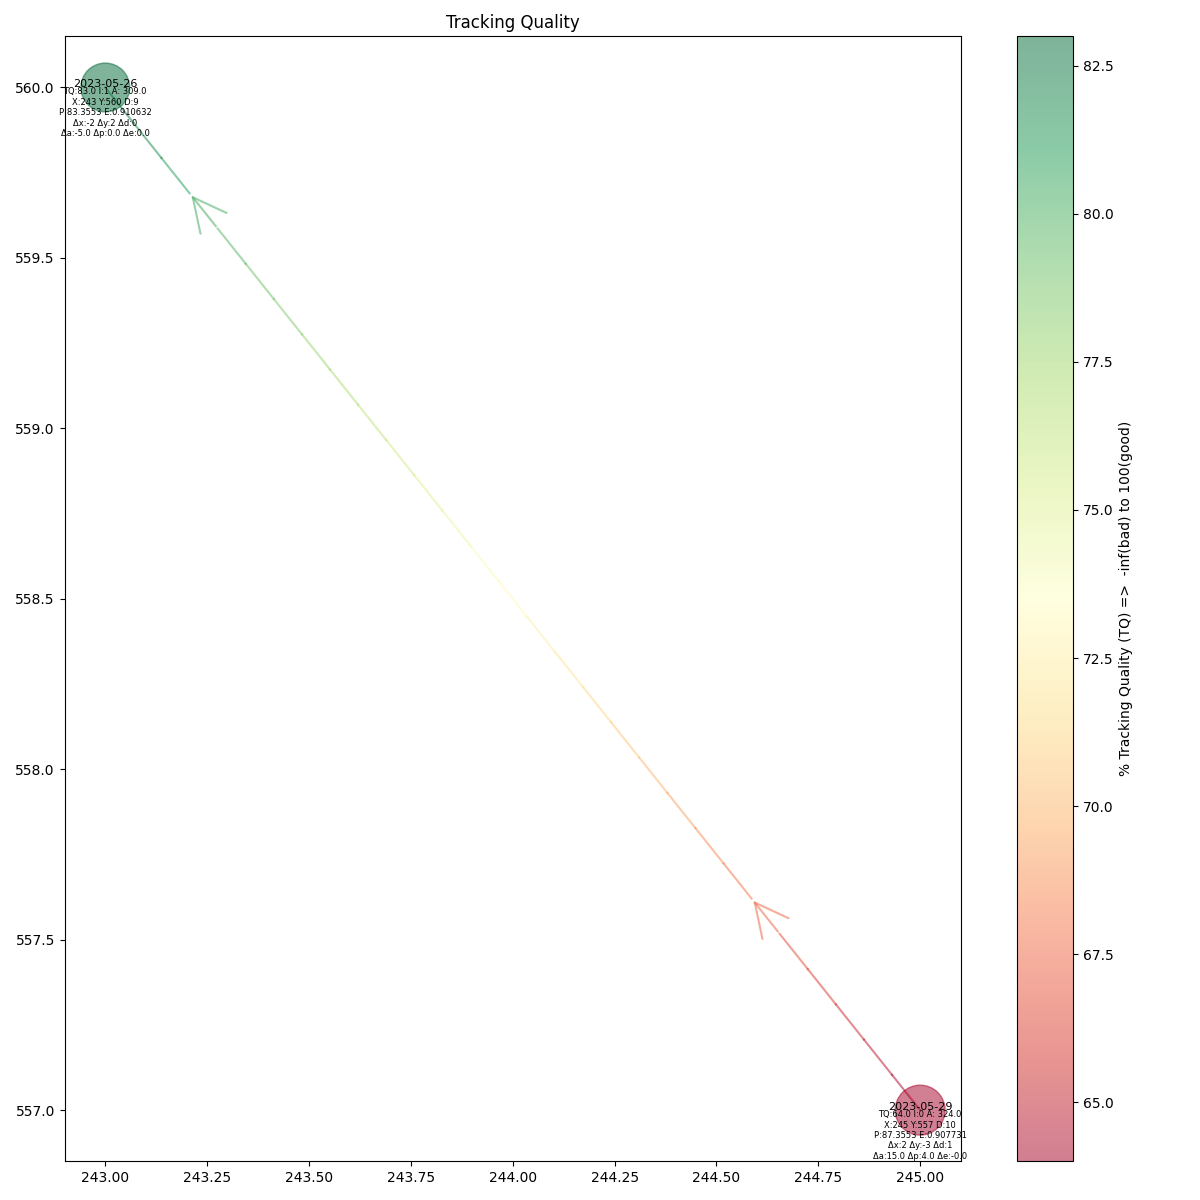 Tracking Quality
560.0
559.5
559.0
558.5
558.0
557.5
557.0
2023-05-26
TQ:83.0 I:1 A: 309.0
X:243 Y:560 D:9
P:83.3553 E:0.910632
Δx:-2 Δy:2 Δd:0
Δa:-5.0 Δp:0.0 Δe:0.0
2023-05-29
TQ:64.0 I:0 A: 324.0
X:245 Y:557 D:10
P:87.3553 E:0.907731
Δx:2 Δy:-3 Δd:1
Δa:15.0 Δp:4.0 Δe:-0.0
243.00 243.25 243.50 243.75 244.00 244.25 244.50 244.75 245.00
82.5
80.0
77.5
75.0
72.5
70.0
67.5
65.0
% Tracking Quality (TQ) => -inf(bad) to 100(good)